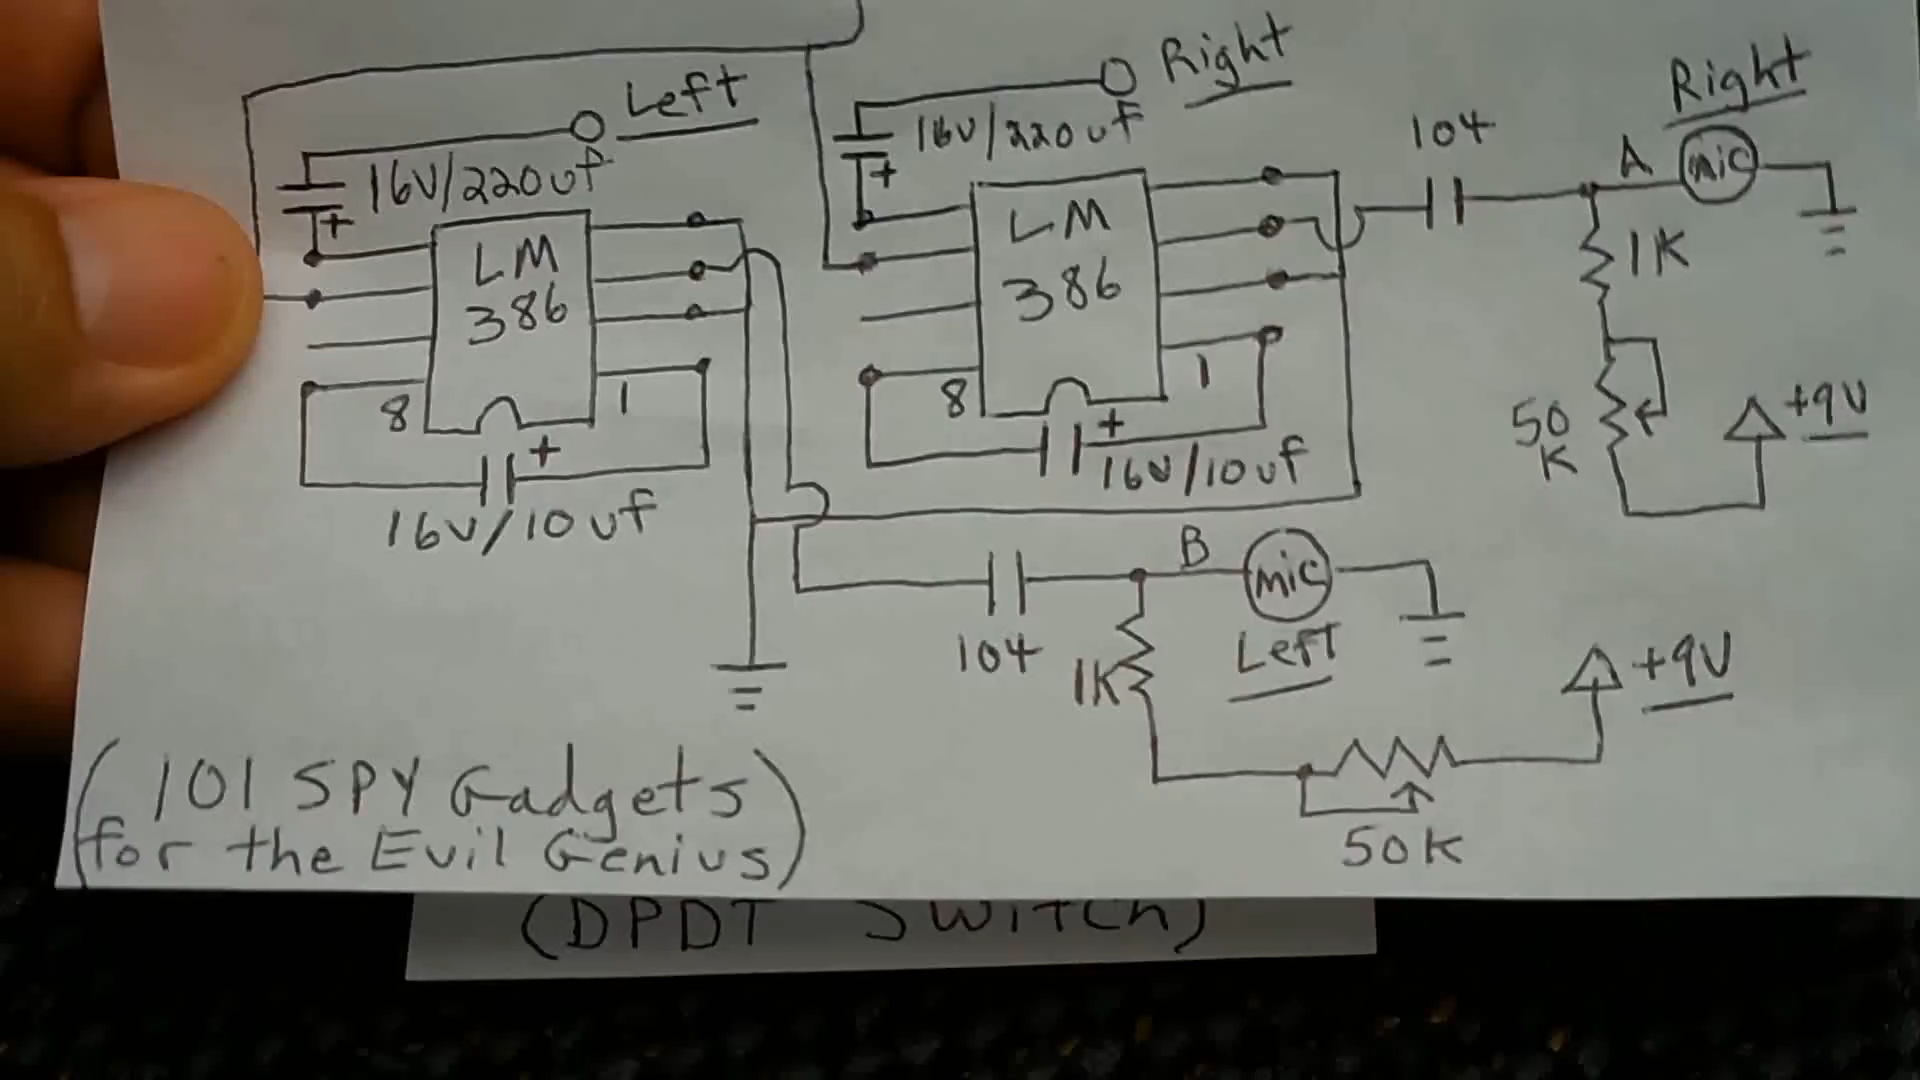 Left
16V/220uf
LM
386
8
1
+
+
16V/10uf
Right
16V/220uf
+
LM
386
8
1
+
16V/10uf
104
A
Right
mic
1K
50
K
+9V
B
mic
Left
104
1K
50K
+9V
(101 SPY Gadgets
for the Evil Genius)
(DPDT SWITCH)